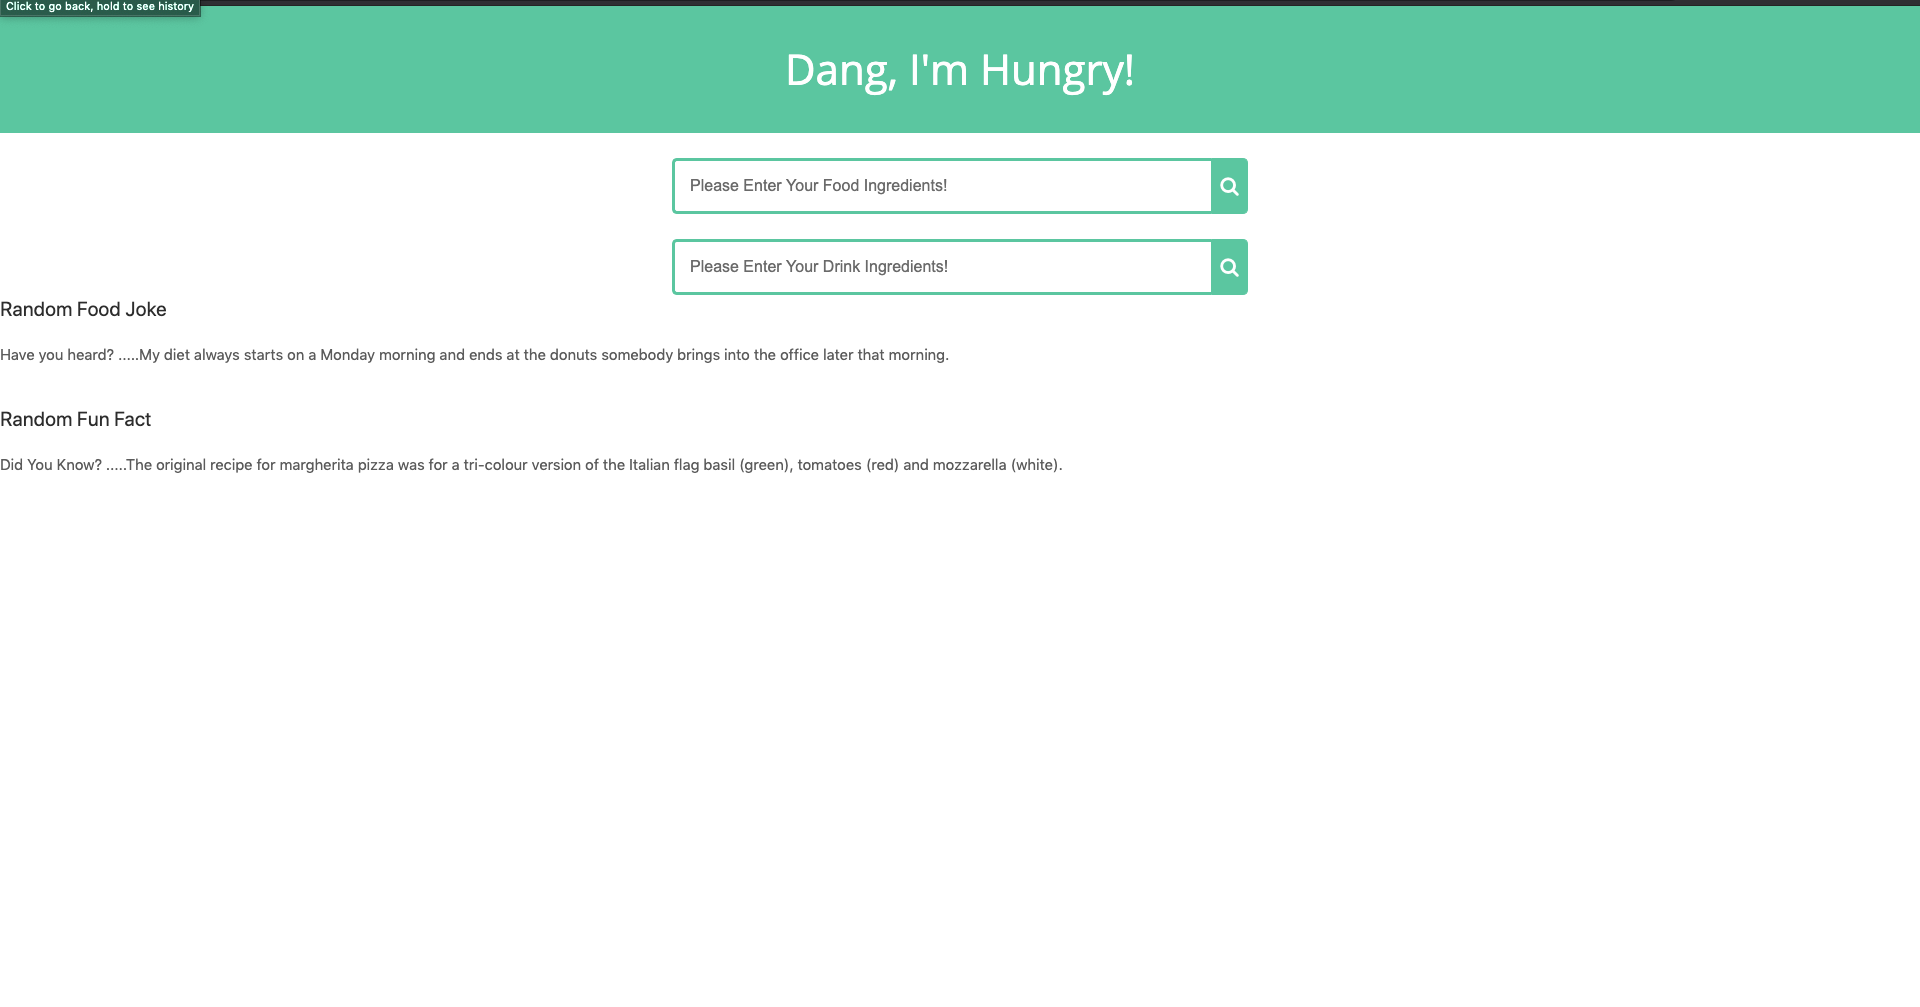 Click to go back, hold to see history
Dang, I'm Hungry!
Please Enter Your Food Ingredients!
Please Enter Your Drink Ingredients!
Random Food Joke
Have you heard? .....My diet always starts on a Monday morning and ends at the donuts somebody brings into the office later that morning.
Random Fun Fact
Did You Know? .....The original recipe for margherita pizza was for a tri-colour version of the Italian flag basil (green), tomatoes (red) and mozzarella (white).